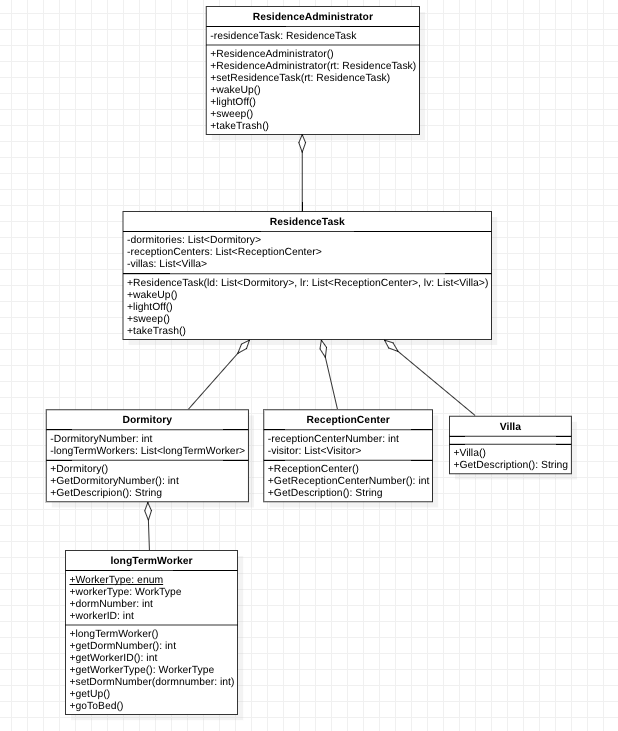 ResidenceAdministrator
-residenceTask: ResidenceTask
+ResidenceAdministrator()
+ResidenceAdministrator(rt: ResidenceTask)
+setResidenceTask(rt: ResidenceTask)
+wakeUp()
+lightOff()
+sweep()
+takeTrash()
ResidenceTask
-dormitories: List<Dormitory>
-receptionCenters: List<ReceptionCenter>
-villas: List<Villa>
+ResidenceTask(ld: List<Dormitory>, lr: List<ReceptionCenter>, lv: List<Villa>)
+wakeUp()
+lightOff()
+sweep()
+takeTrash()
Dormitory
-DormitoryNumber: int
-longTermWorkers: List<longTermWorker>
+Dormitory()
+GetDormitoryNumber(): int
+GetDescripion(): String
ReceptionCenter
-receptionCenterNumber: int
-visitor: List<Visitor>
+ReceptionCenter()
+GetReceptionCenterNumber(): int
+GetDescription(): String
Villa
+Villa()
+GetDescription(): String
longTermWorker
+WorkerType: enum
+workerType: WorkType
+dormNumber: int
+workerID: int
+longTermWorker()
+getDormNumber(): int
+getWorkerID(): int
+getWorkerType(): WorkerType
+setDormNumber(dormnumber: int)
+getUp()
+goToBed()